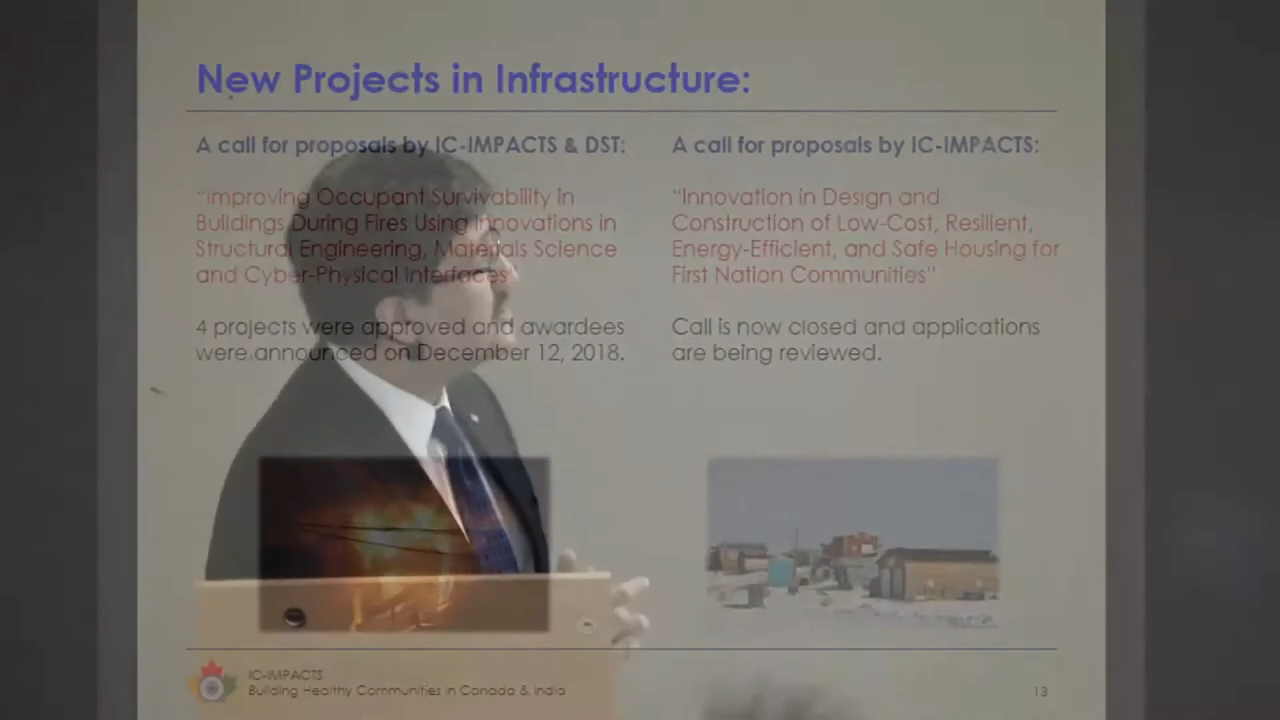 New Projects in Infrastructure:
A call for proposals by IC-IMPACTS & DST:
"Improving Occupant Survivability in
Buildings During Fires Using Innovations in
Structural Engineering, Materials Science
and Cyber-Physical Interfaces"
4 projects were approved and awardees
were announced on December 12, 2018.
A call for proposals by IC-IMPACTS:
"Innovation in Design and
Construction of Low-Cost, Resilient,
Energy-Efficient, and Safe Housing for
First Nation Communities"
Call is now closed and applications
are being reviewed.
IC-IMPACTS
Building Healthy Communities in Canada & India
13